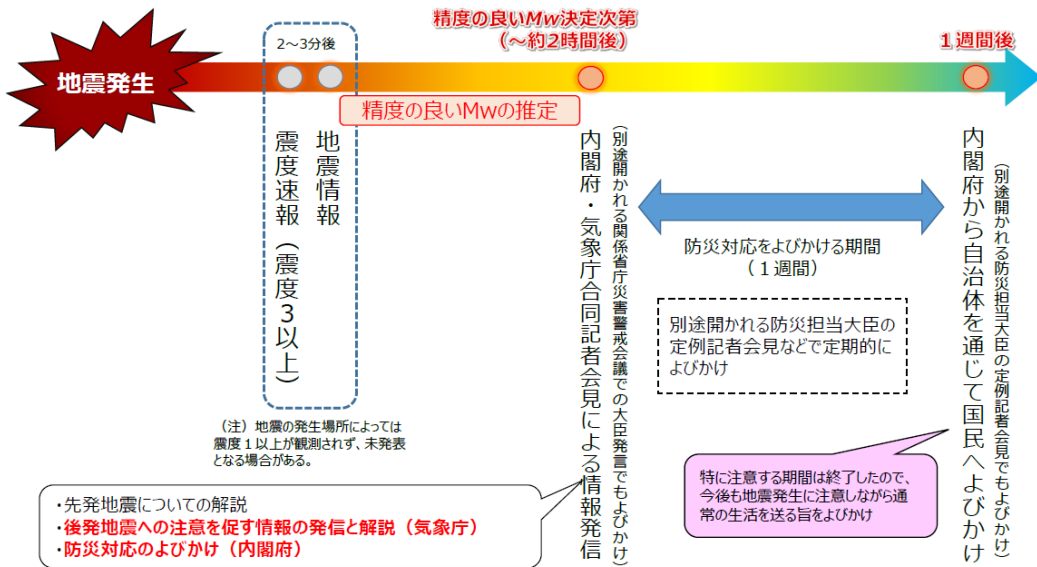 地震発生
2～3分後
精度の良いMw決定次第
（～約2時間後）
１週間後
精度の良いMwの推定
震度速報（震度３以上）
地震情報
（注）地震の発生場所によっては
震度１以上が観測されず、未発表
となる場合がある。
内閣府・気象庁合同記者会見による情報発信
（別途開かれる関係省庁災害警戒会議での大臣発言でもよびかけ）
・先発地震についての解説
・後発地震への注意を促す情報の発信と解説（気象庁）
・防災対応のよびかけ（内閣府）
防災対応をよびかける期間
（１週間）
別途開かれる防災担当大臣の
定例記者会見などで定期的に
よびかけ
内閣府から自治体を通じて国民へよびかけ
（別途開かれる防災担当大臣の定例記者会見でもよびかけ）
特に注意する期間は終了したので、
今後も地震発生に注意しながら通
常の生活を送る旨をよびかけ